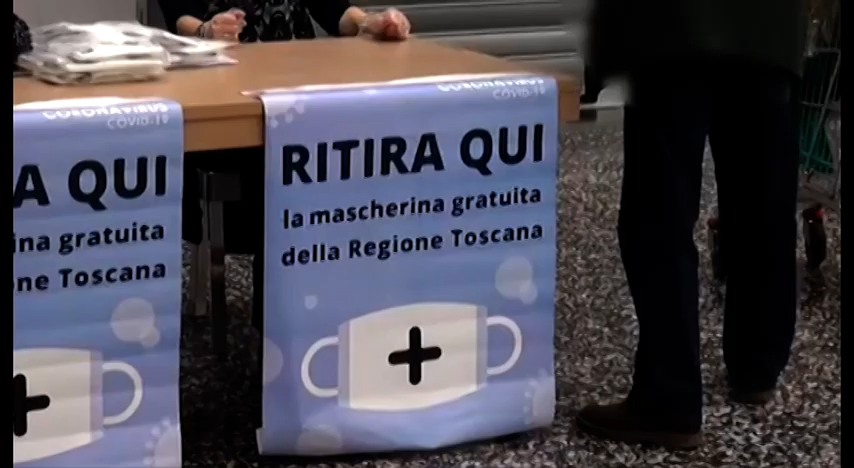 CORONAVIRUS
COVID-19
A QUI
ina gratuita
ne Toscana
CORONAVIRUS
COVID-19
RITIRA QUI
la mascherina gratuita
della Regione Toscana